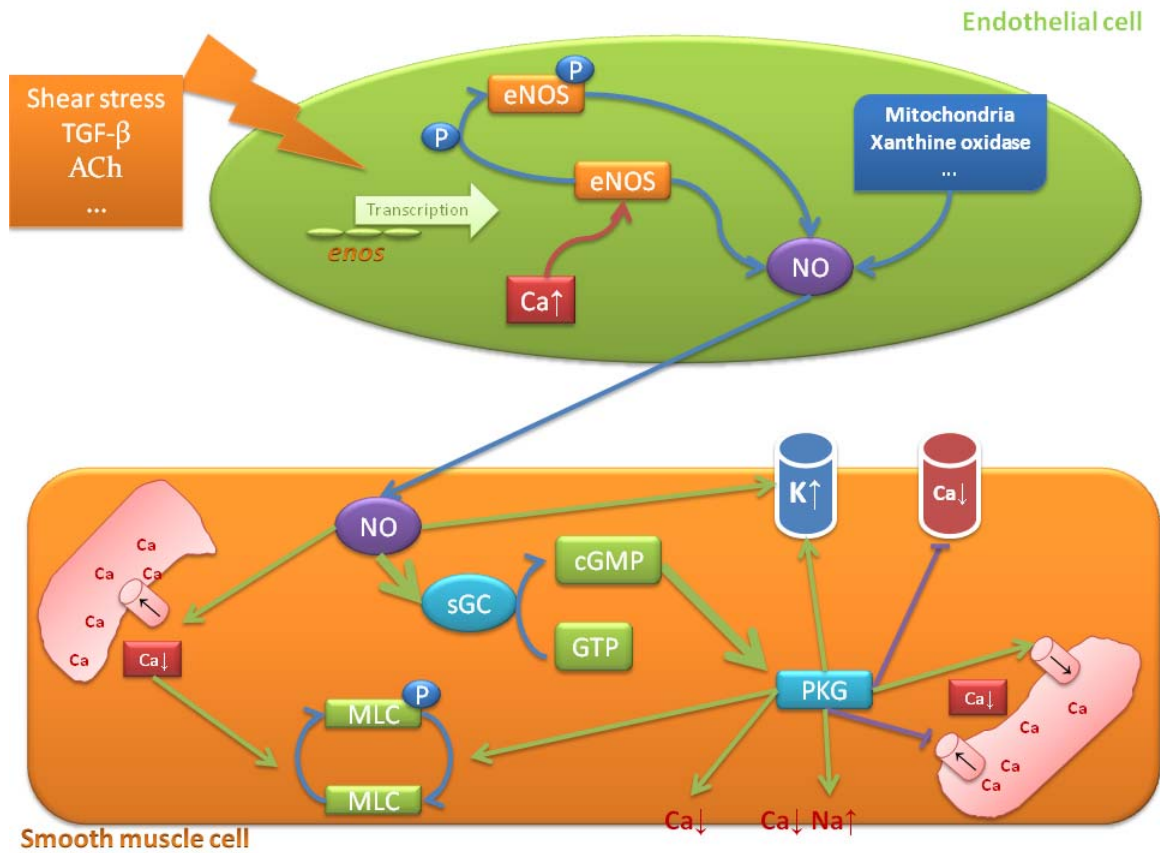 Endothelial cell
Shear stress
TGF-β
ACh
...
P
eNOS
P
eNOS
Mitochondria
Xanthine oxidase
...
Transcription
enos
Ca↑
NO
K↑
Ca↓
NO
cGMP
sGC
GTP
Ca
Ca
Ca
Ca
Ca
Ca↓
PKG
Ca↓
Ca
Ca
Ca
Ca
MLC
P
MLC
Ca↓
Ca↓ Na↑
Smooth muscle cell